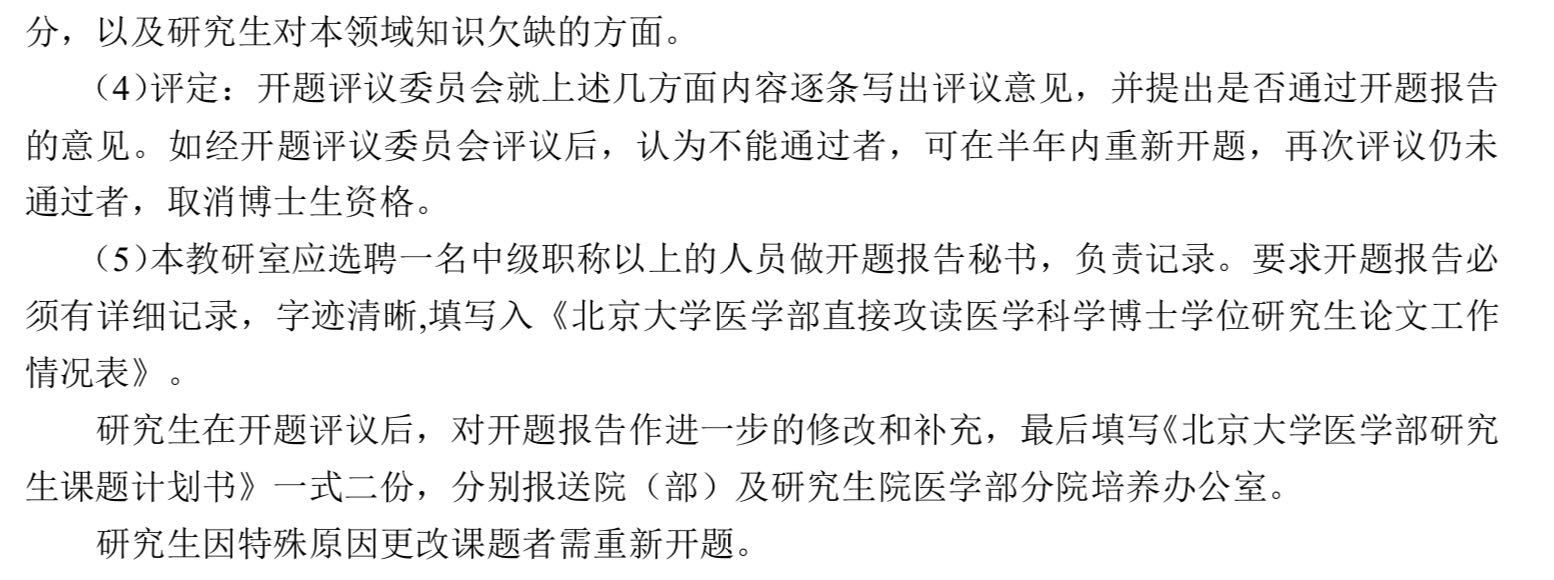 分，以及研究生对本领域知识欠缺的方面。
（4）评定：开题评议委员会就上述几方面内容逐条写出评议意见，并提出是否通过开题报告
的意见。如经开题评议委员会评议后，认为不能通过者，可在半年内重新开题，再次评议仍未
通过者，取消博士生资格。
（5）本教研室应选聘一名中级职称以上的人员做开题报告秘书，负责记录。要求开题报告必
须有详细记录，字迹清晰,填写入《北京大学医学部直接攻读医学科学博士学位研究生论文工作
情况表》。
研究生在开题评议后，对开题报告作进一步的修改和补充，最后填写《北京大学医学部研究
生课题计划书》一式二份，分别报送院（部）及研究生院医学部分院培养办公室。
研究生因特殊原因更改课题者需重新开题。